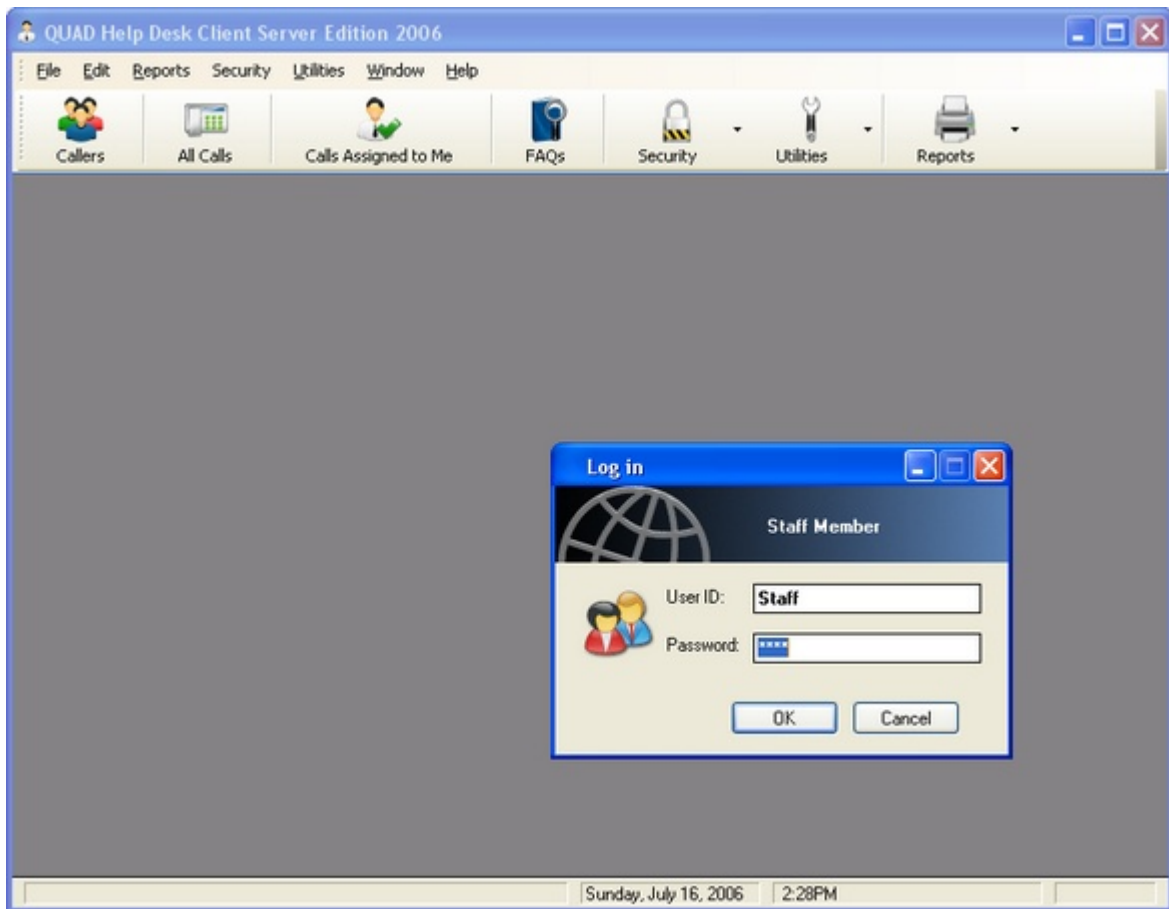 QUAD Help Desk Client Server Edition 2006
File Edit Reports Security Utilities Window Help
Callers All Calls Calls Assigned to Me FAQs Security Utilities Reports
Log in
Staff Member
User ID: Staff
Password: ****
OK Cancel
Sunday, July 16, 2006 2:28PM